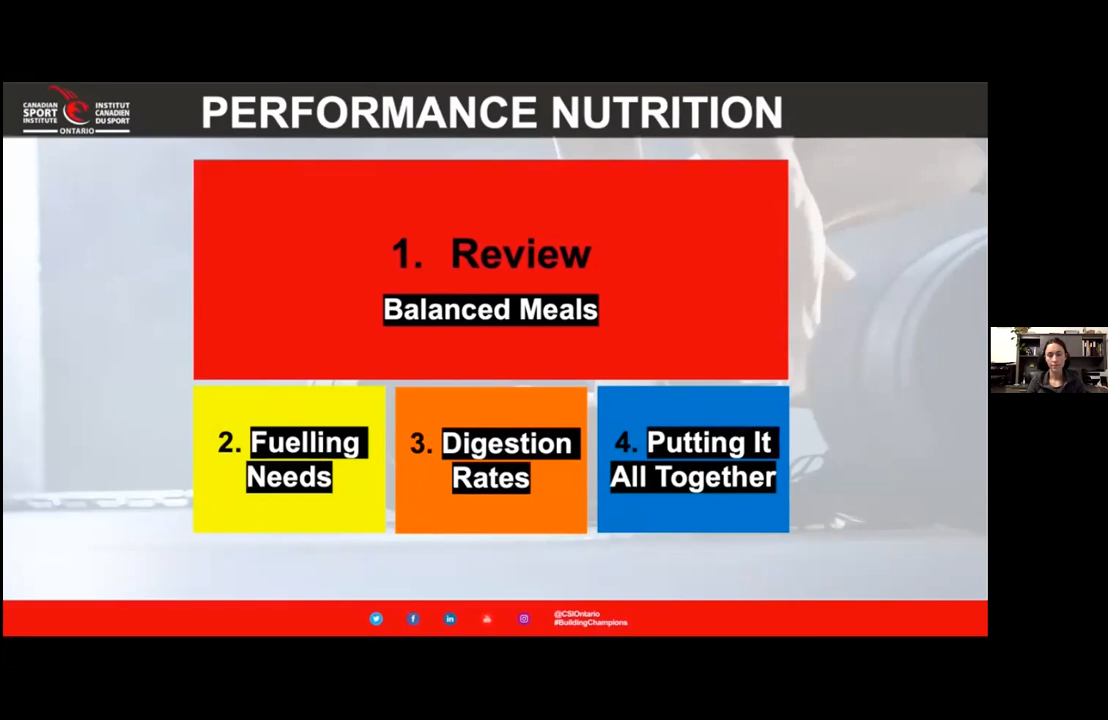 CANADIAN
SPORT
INSTITUTE
INSTITUT
CANADIEN
DU SPORT
ONTARIO
PERFORMANCE NUTRITION
1. Review
Balanced Meals
2. Fuelling
Needs
3. Digestion
Rates
4. Putting It
All Together
@CSIOntario
#BuildingChampions